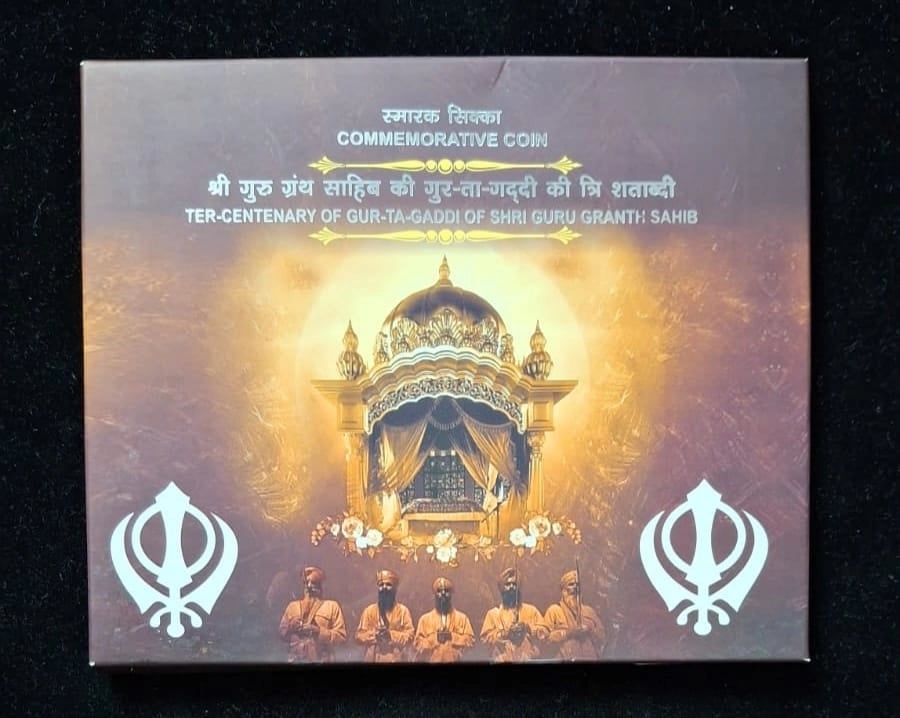 स्मारक सिक्का
COMMEMORATIVE COIN
श्री गुरु ग्रंथ साहिब की गुर-ता-गद्दी की त्रि शताब्दी
TER-CENTENARY OF GUR-TA-GADDI OF SHRI GURU GRANTH SAHIB